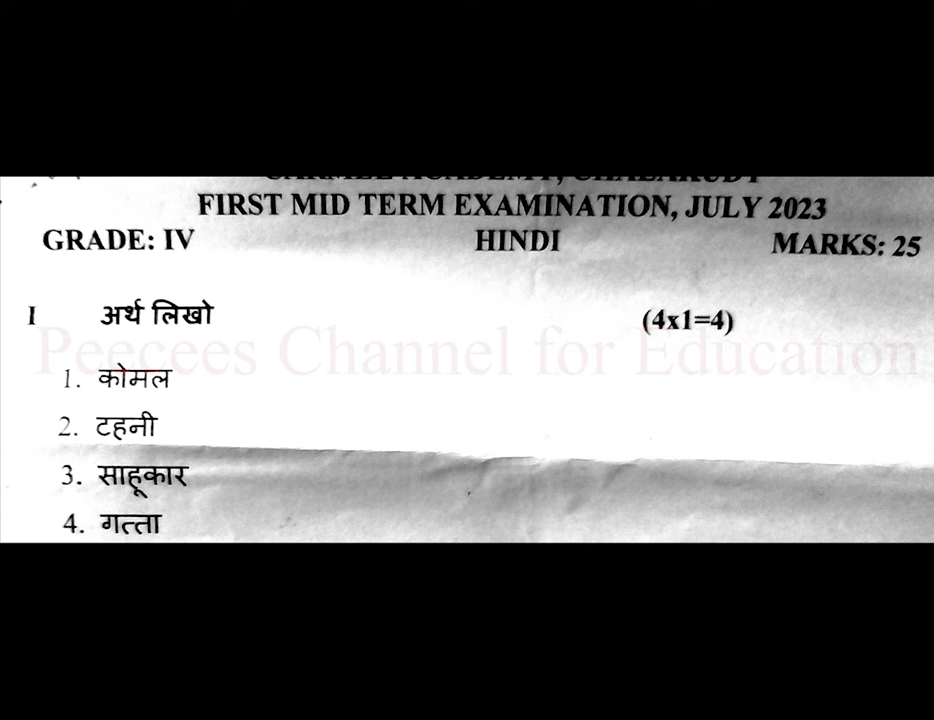 FIRST MID TERM EXAMINATION, JULY 2023
GRADE: IV HINDI MARKS: 25
I अर्थ लिखो (4x1=4)
Peecees Channel for Education
1. कोमल
2. टहनी
3. साहूकार
4. गत्ता